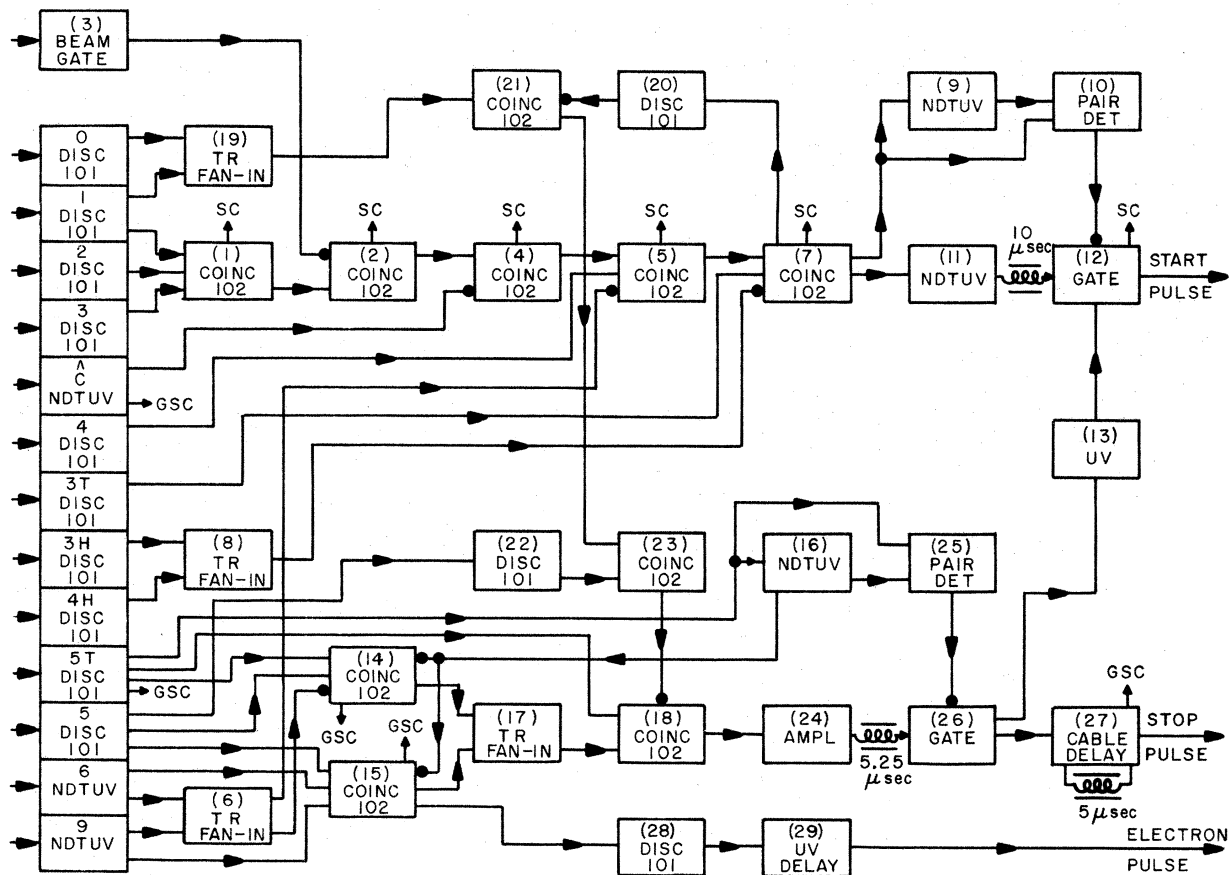 (3)
BEAM
GATE
0
DISC
101
1
DISC
101
2
DISC
101
3
DISC
101
^
C
NDTUV
GSC
4
DISC
101
3T
DISC
101
3H
DISC
101
4H
DISC
101
5T
DISC
101
GSC
5
DISC
101
6
NDTUV
9
NDTUV
(19)
TR
FAN-IN
(21)
COINC
102
(20)
DISC
101
(9)
NDTUV
(10)
PAIR
DET
SC
(1)
COINC
102
SC
(2)
COINC
102
SC
(4)
COINC
102
SC
(5)
COINC
102
SC
(7)
COINC
102
(11)
NDTUV
10
μsec
SC
(12)
GATE
START
PULSE
(13)
UV
(8)
TR
FAN-IN
(22)
DISC
101
(23)
COINC
102
(16)
NDTUV
(25)
PAIR
DET
(14)
COINC
102
GSC
GSC
(15)
COINC
102
(17)
TR
FAN-IN
(18)
COINC
102
(24)
AMPL
5.25
μsec
(26)
GATE
GSC
(27)
CABLE
DELAY
STOP
PULSE
5μsec
(6)
TR
FAN-IN
(28)
DISC
101
(29)
UV
DELAY
ELECTRON
PULSE